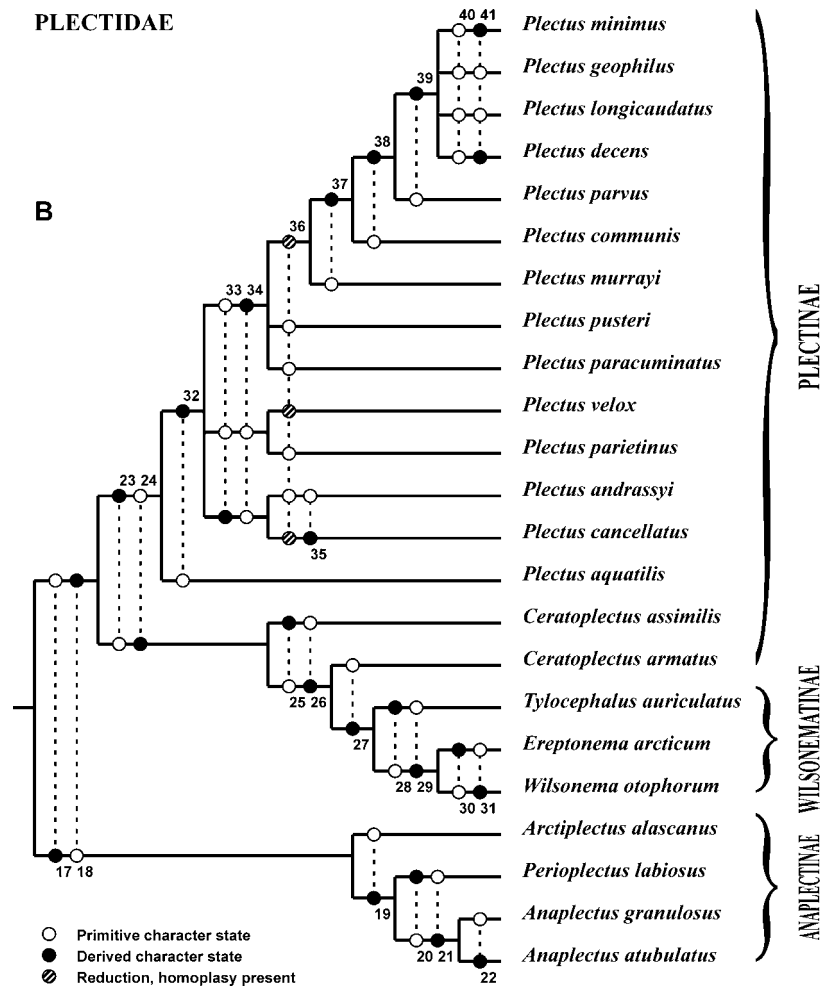 PLECTIDAE
B
40 41
39
38
37
36
33 34
32
35
23 24
25 26
27
28 29
30 31
17 18
19
20 21
22
Plectus minimus
Plectus geophilus
Plectus longicaudatus
Plectus decens
Plectus parvus
Plectus communis
Plectus murrayi
Plectus pusteri
Plectus paracuminatus
Plectus velox
Plectus parietinus
Plectus andrassyi
Plectus cancellatus
Plectus aquatilis
Ceratoplectus assimilis
Ceratoplectus armatus
Tylocephalus auriculatus
Ereptonema arcticum
Wilsonema otophorum
Arctiplectus alascanus
Perioplectus labiosus
Anaplectus granulosus
Anaplectus atubulatus
PLECTINAE
WILSONEMATINAE
ANAPLECTINAE
Primitive character state
Derived character state
Reduction, homoplasy present